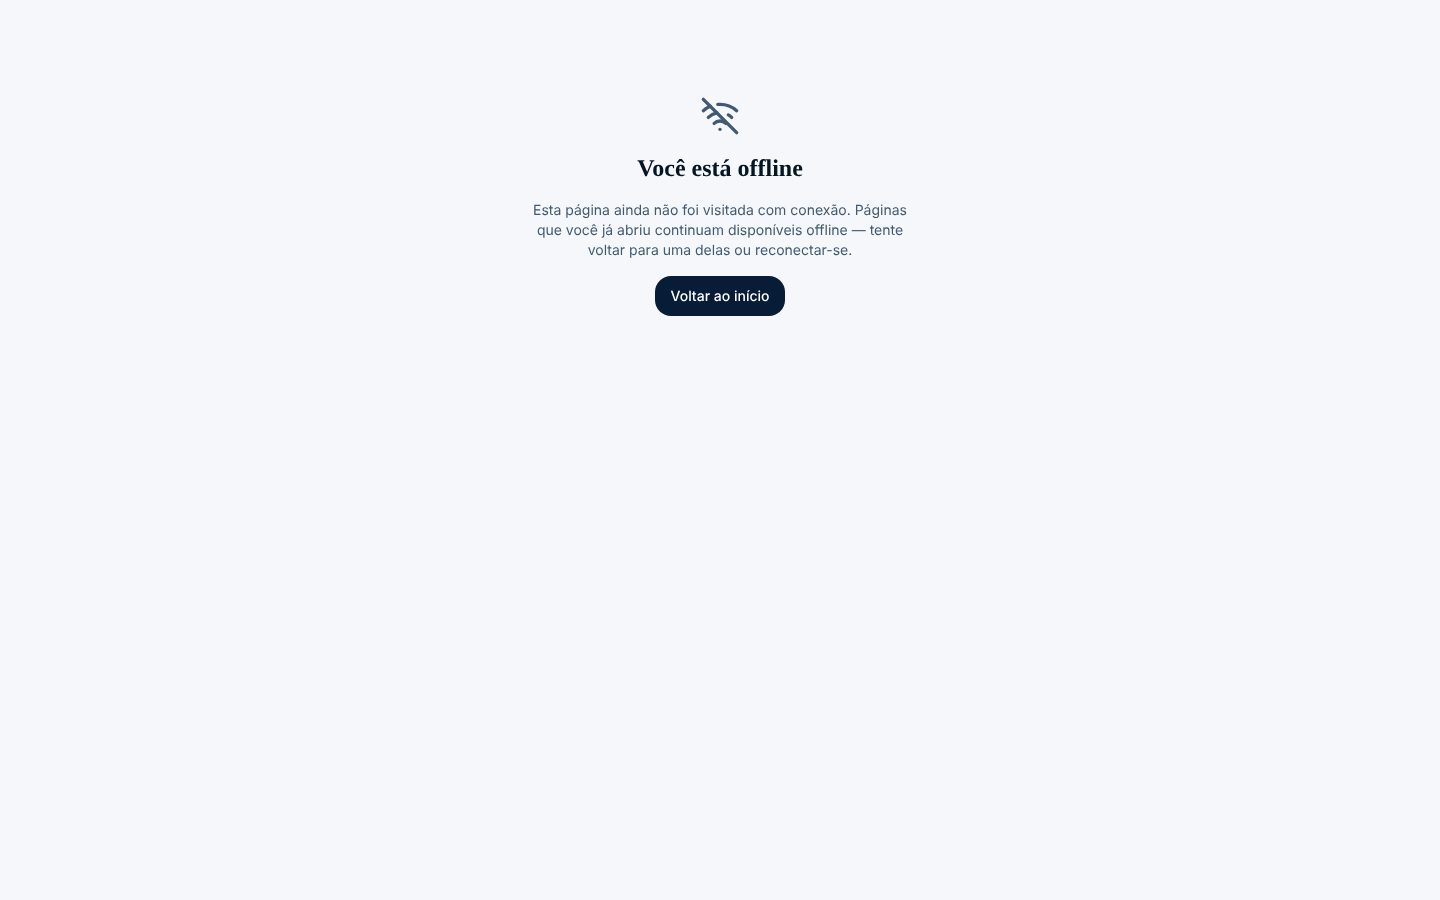 Você está offline
Esta página ainda não foi visitada com conexão. Páginas
que você já abriu continuam disponíveis offline — tente
voltar para uma delas ou reconectar-se.
Voltar ao início